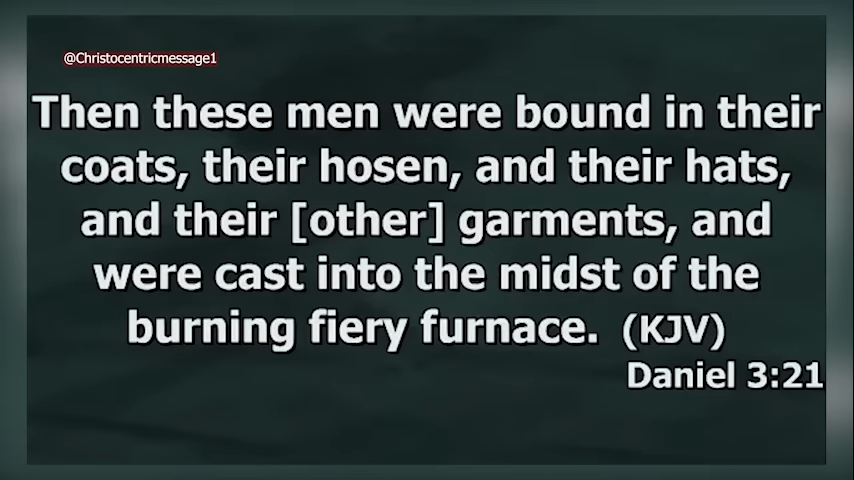 @Christocentricmessage1
Then these men were bound in their
coats, their hosen, and their hats,
and their [other] garments, and
were cast into the midst of the
burning fiery furnace. (KJV)
Daniel 3:21